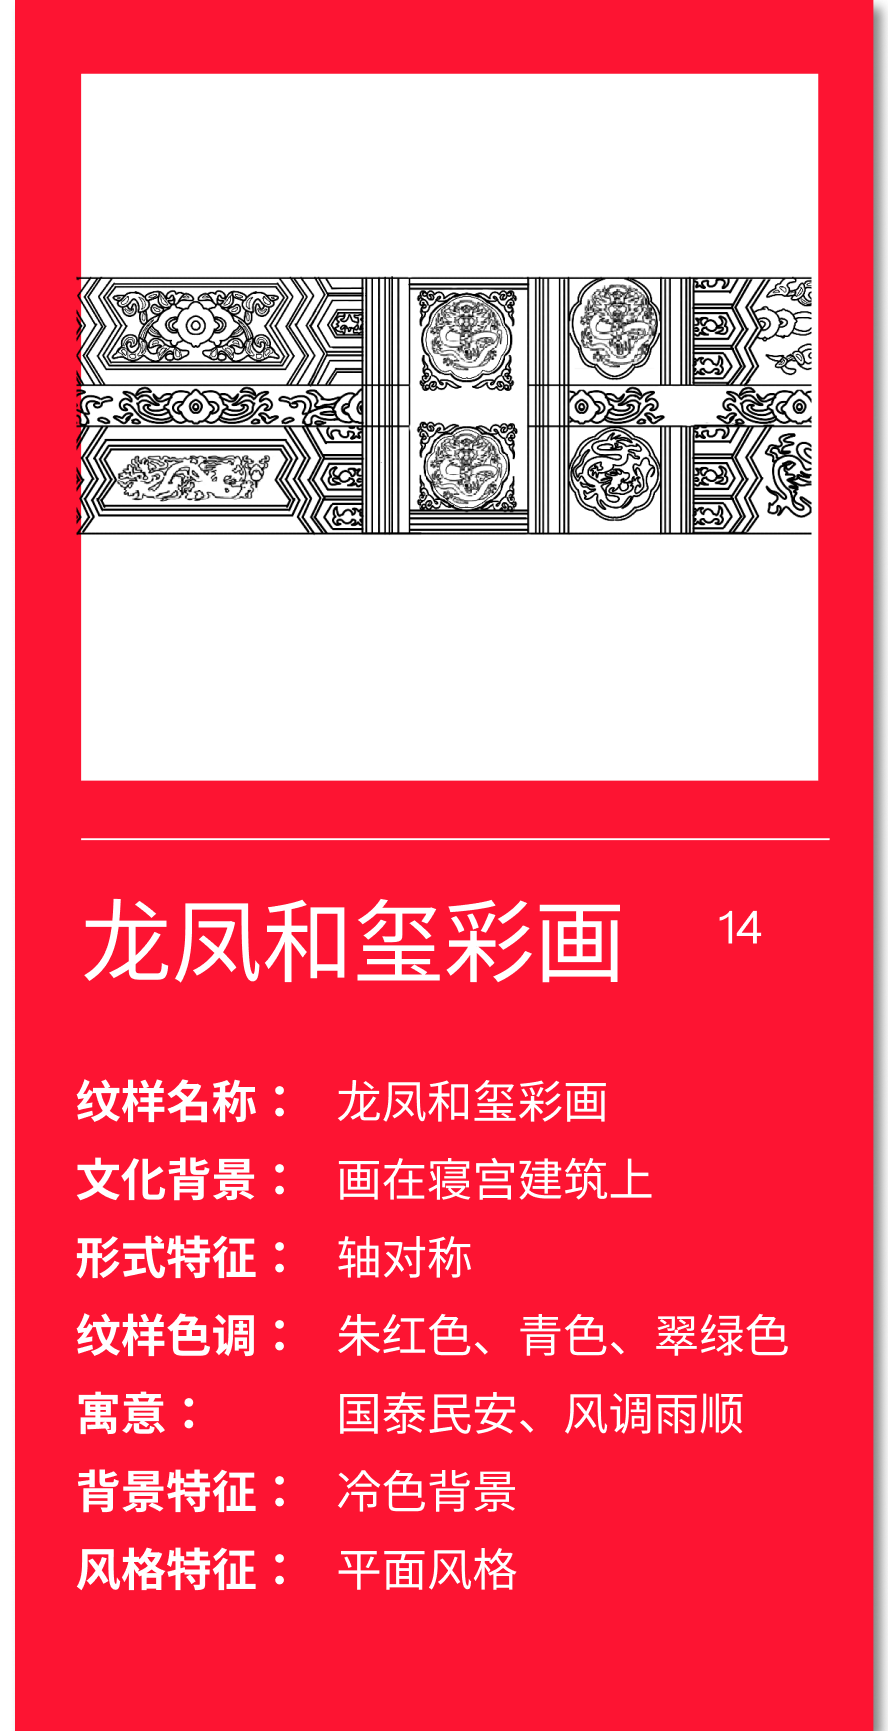 龙凤和玺彩画 14
纹样名称： 龙凤和玺彩画
文化背景： 画在寝宫建筑上
形式特征： 轴对称
纹样色调： 朱红色、青色、翠绿色
寓意： 国泰民安、风调雨顺
背景特征： 冷色背景
风格特征： 平面风格